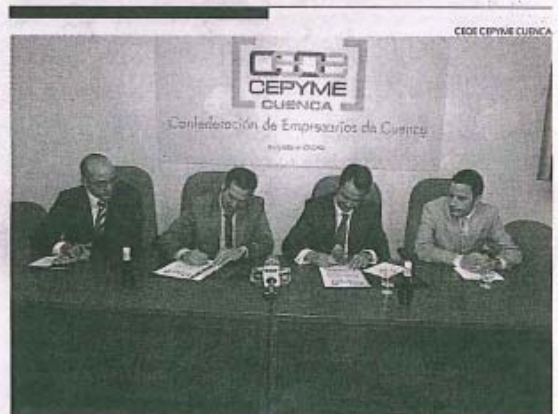 CEOE CEPYME CUENCA
CEOE
CEPYME
CUENCA
Confederación de Empresarios de Cuenca